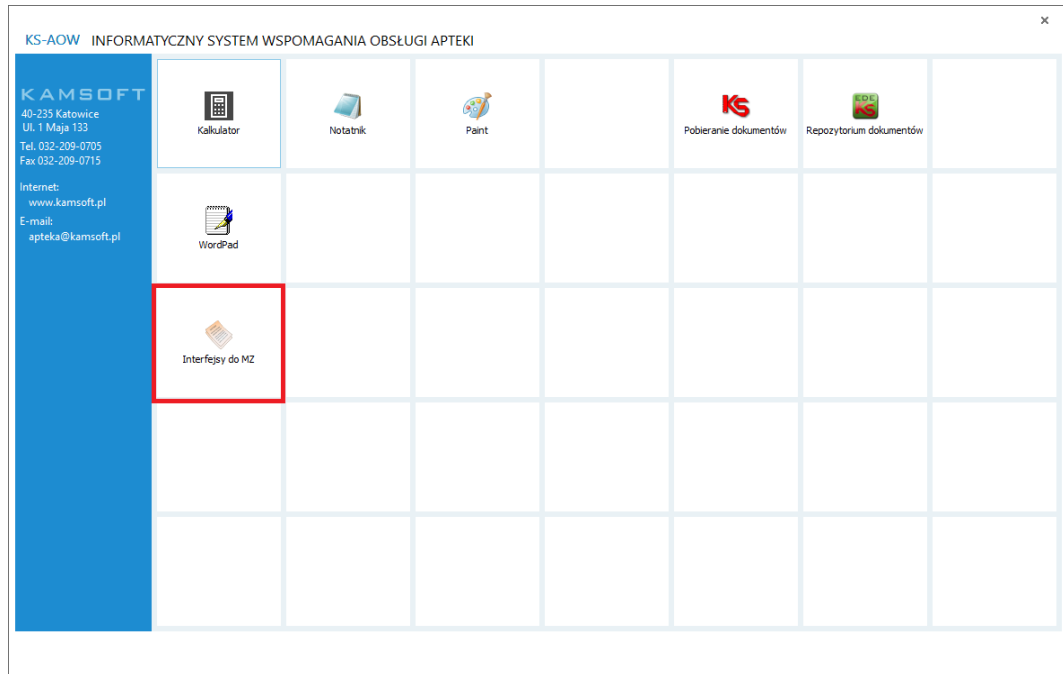 ×
KS-AOW INFORMATYCZNY SYSTEM WSPOMAGANIA OBSŁUGI APTEKI
KAMSOFT
40-235 Katowice
Ul. 1 Maja 133
Tel. 032-209-0705
Fax 032-209-0715
Internet:
www.kamsoft.pl
E-mail:
apteka@kamsoft.pl
Kalkulator
Notatnik
Paint
KS
Pobieranie dokumentów
EDE
KS
Repozytorium dokumentów
WordPad
Interfejsy do MZ